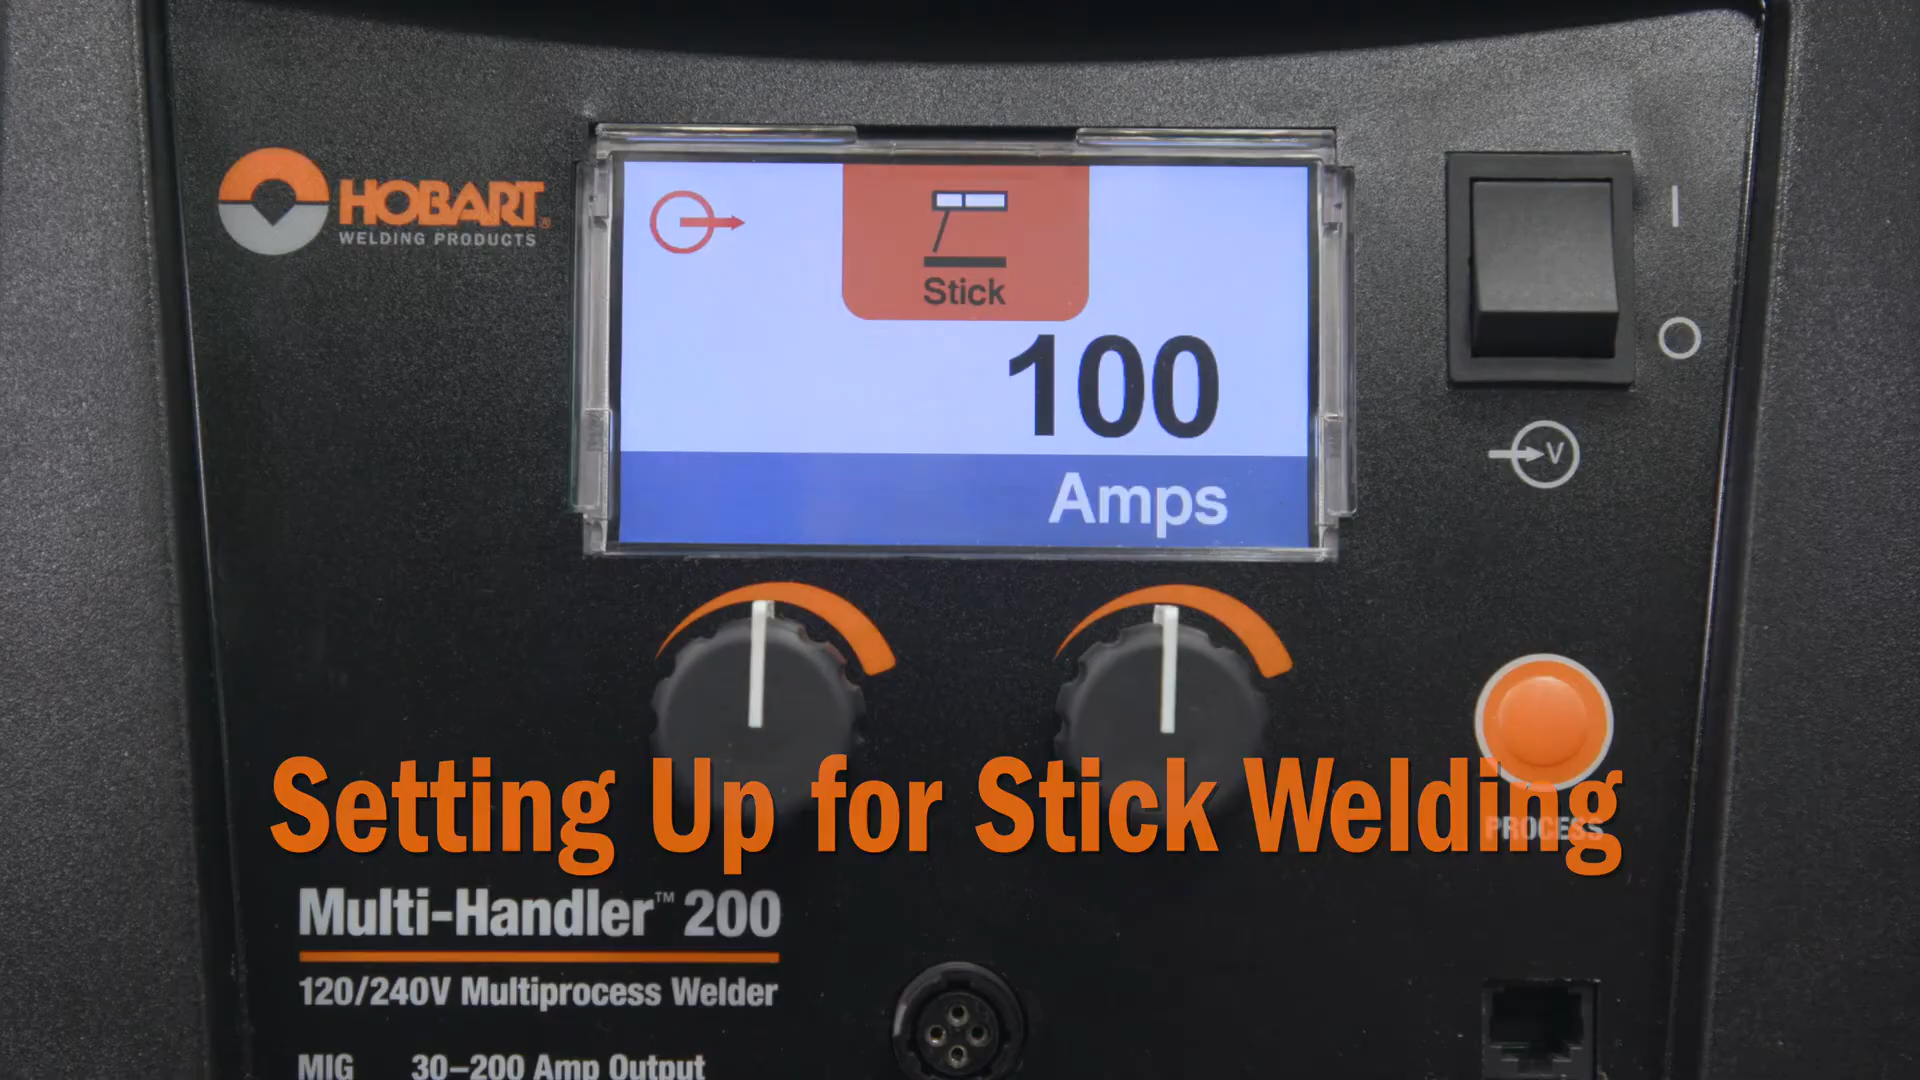 HOBART®
WELDING PRODUCTS
Stick
100
Amps
I
O
V
Setting Up for Stick Welding
PROCESS
Multi-Handler™ 200
120/240V Multiprocess Welder
MIG 30–200 Amp Output